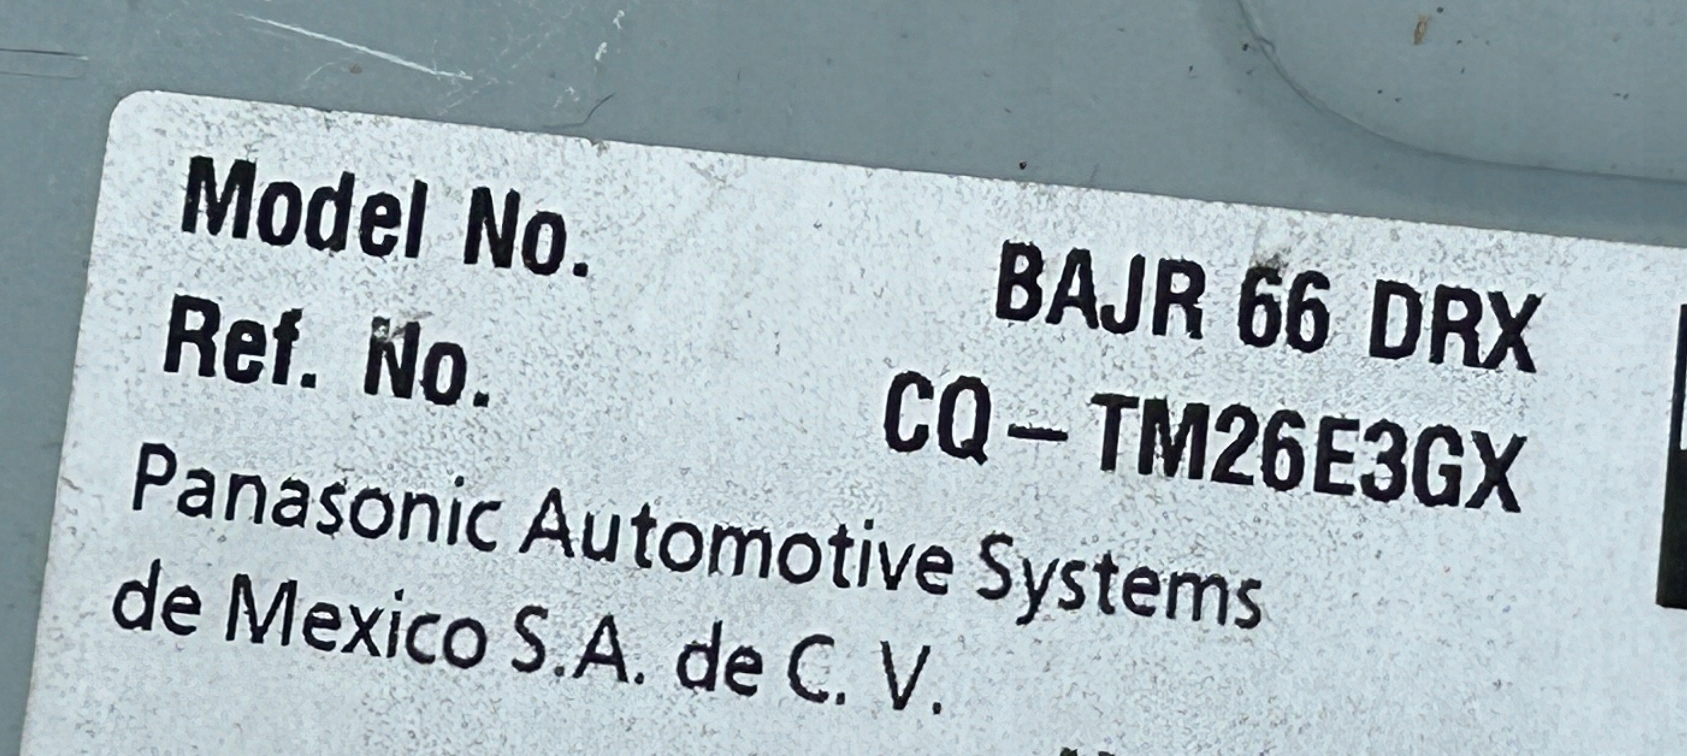 Model No. BAJR 66 DRX
Ref. No. CQ-TM26E3GX
Panasonic Automotive Systems
de Mexico S.A. de C. V.